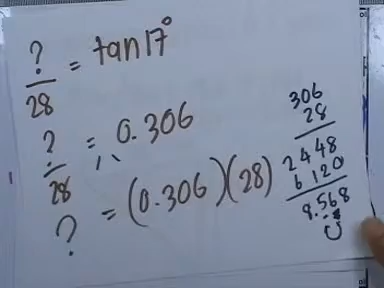 ?/28 = tan17°
?/28 = 0.306
? = (0.306)(28)
306
28
2448
6120
8.568